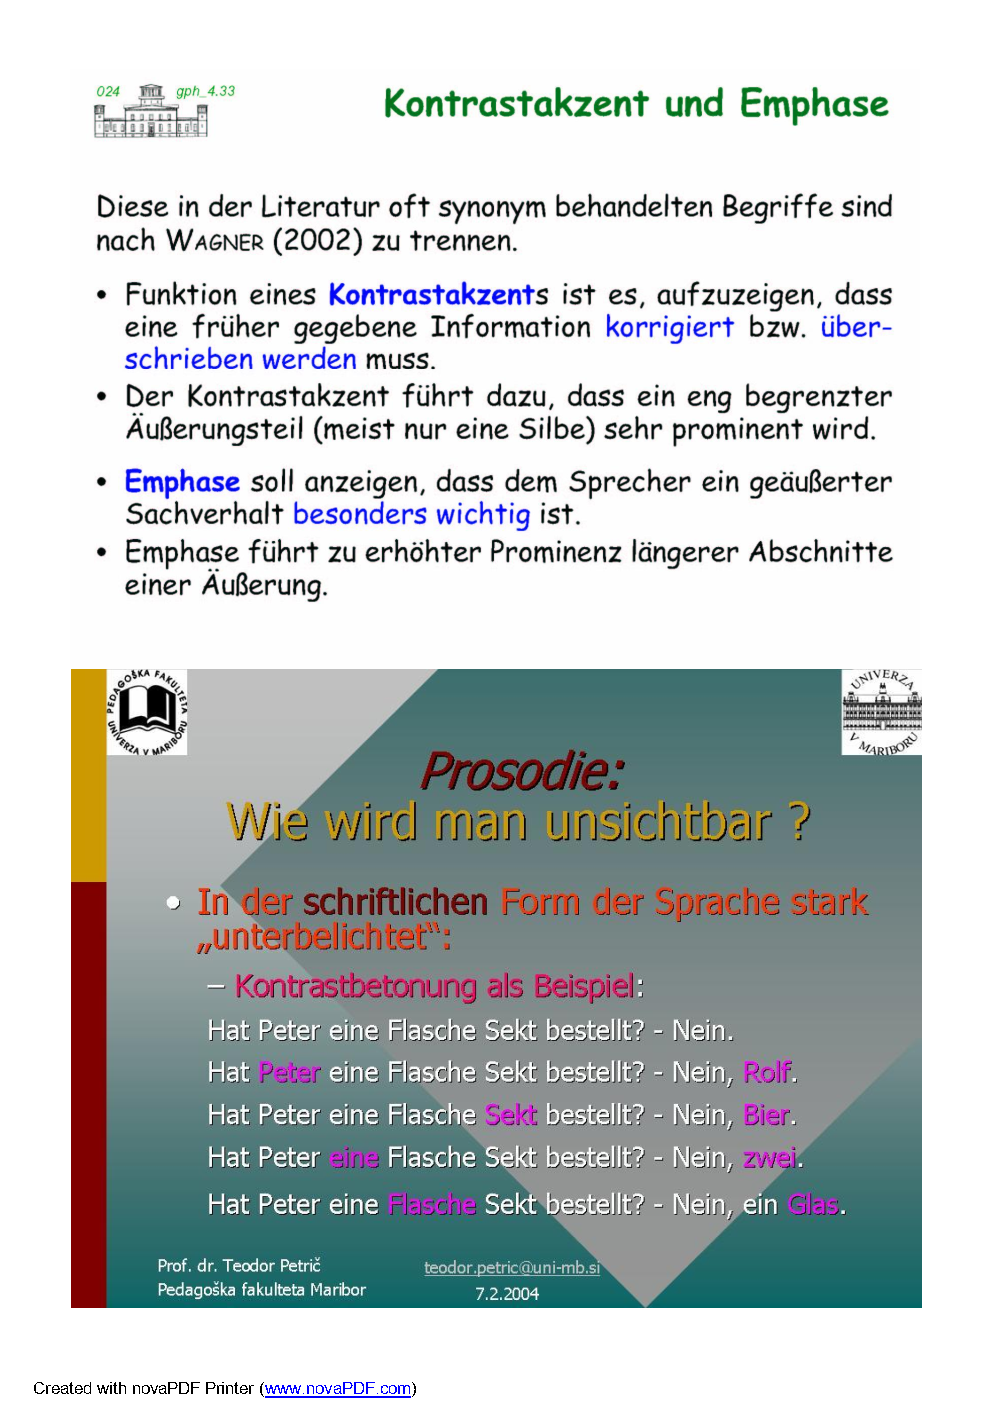 024 gph_4.33
Kontrastakzent und Emphase
Diese in der Literatur oft synonym behandelten Begriffe sind
nach WAGNER (2002) zu trennen.
• Funktion eines Kontrastakzents ist es, aufzuzeigen, dass
eine früher gegebene Information korrigiert bzw. über-
schrieben werden muss.
• Der Kontrastakzent führt dazu, dass ein eng begrenzter
Äußerungsteil (meist nur eine Silbe) sehr prominent wird.
• Emphase soll anzeigen, dass dem Sprecher ein geäußerter
Sachverhalt besonders wichtig ist.
• Emphase führt zu erhöhter Prominenz längerer Abschnitte
einer Äußerung.
PEDAGOŠKA FAKULTETA
UNIVERZA V MARIBORU
UNIVERZA
V MARIBORU
Prosodie:
Wie wird man unsichtbar ?
• In der schriftlichen Form der Sprache stark
„unterbelichtet“:
– Kontrastbetonung als Beispiel:
Hat Peter eine Flasche Sekt bestellt? - Nein.
Hat Peter eine Flasche Sekt bestellt? - Nein, Rolf.
Hat Peter eine Flasche Sekt bestellt? - Nein, Bier.
Hat Peter eine Flasche Sekt bestellt? - Nein, zwei.
Hat Peter eine Flasche Sekt bestellt? - Nein, ein Glas.
Prof. dr. Teodor Petrič
Pedagoška fakulteta Maribor
teodor.petric@uni-mb.si
7.2.2004
Created with novaPDF Printer (www.novaPDF.com)